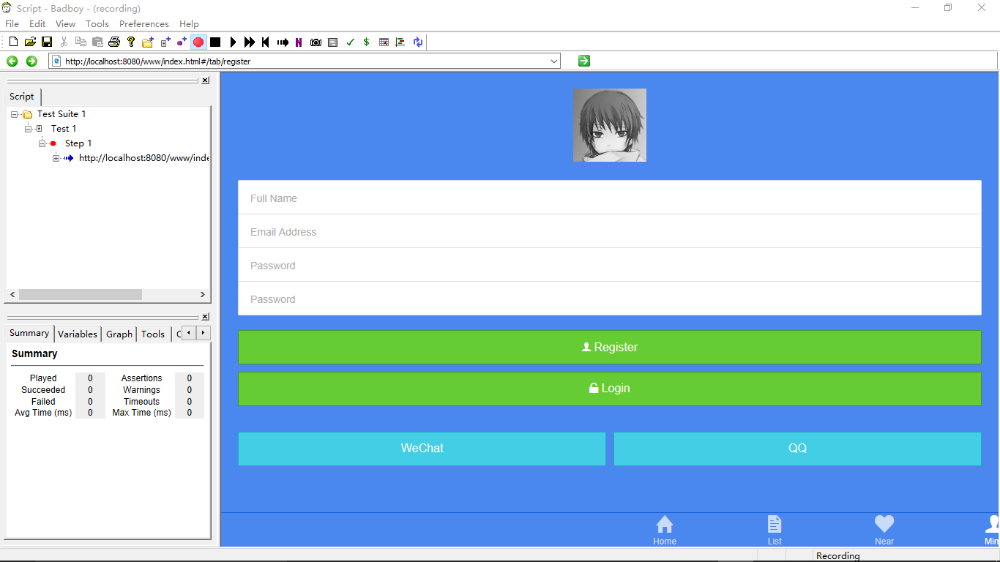 Script - Badboy - (recording)
File Edit View Tools Preferences Help
http://localhost:8080/www/index.html#/tab/register
Script
Test Suite 1
Test 1
Step 1
http://localhost:8080/www/inde
Full Name
Email Address
Password
Password
Register
Login
WeChat QQ
Summary Variables Graph Tools
Summary
Played 0 Assertions 0
Succeeded 0 Warnings 0
Failed 0 Timeouts 0
Avg Time (ms) 0 Max Time (ms) 0
Home List Near Min
Recording